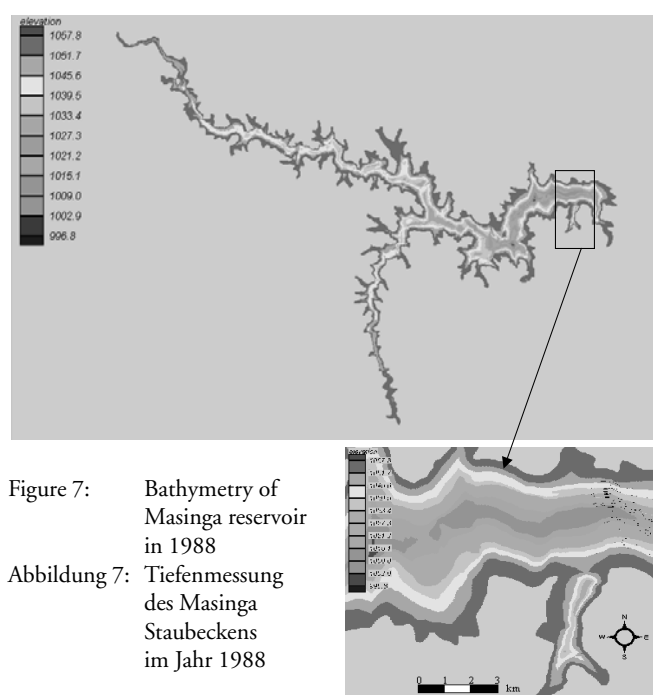 elevation
1057.8
1051.7
1045.6
1039.5
1033.4
1027.3
1021.2
1015.1
1009.0
1002.9
996.8
Figure 7: Bathymetry of
Masinga reservoir
in 1988
Abbildung 7: Tiefenmessung
des Masinga
Staubeckens
im Jahr 1988
elevation
N
W E
S
0 1 2 3
km